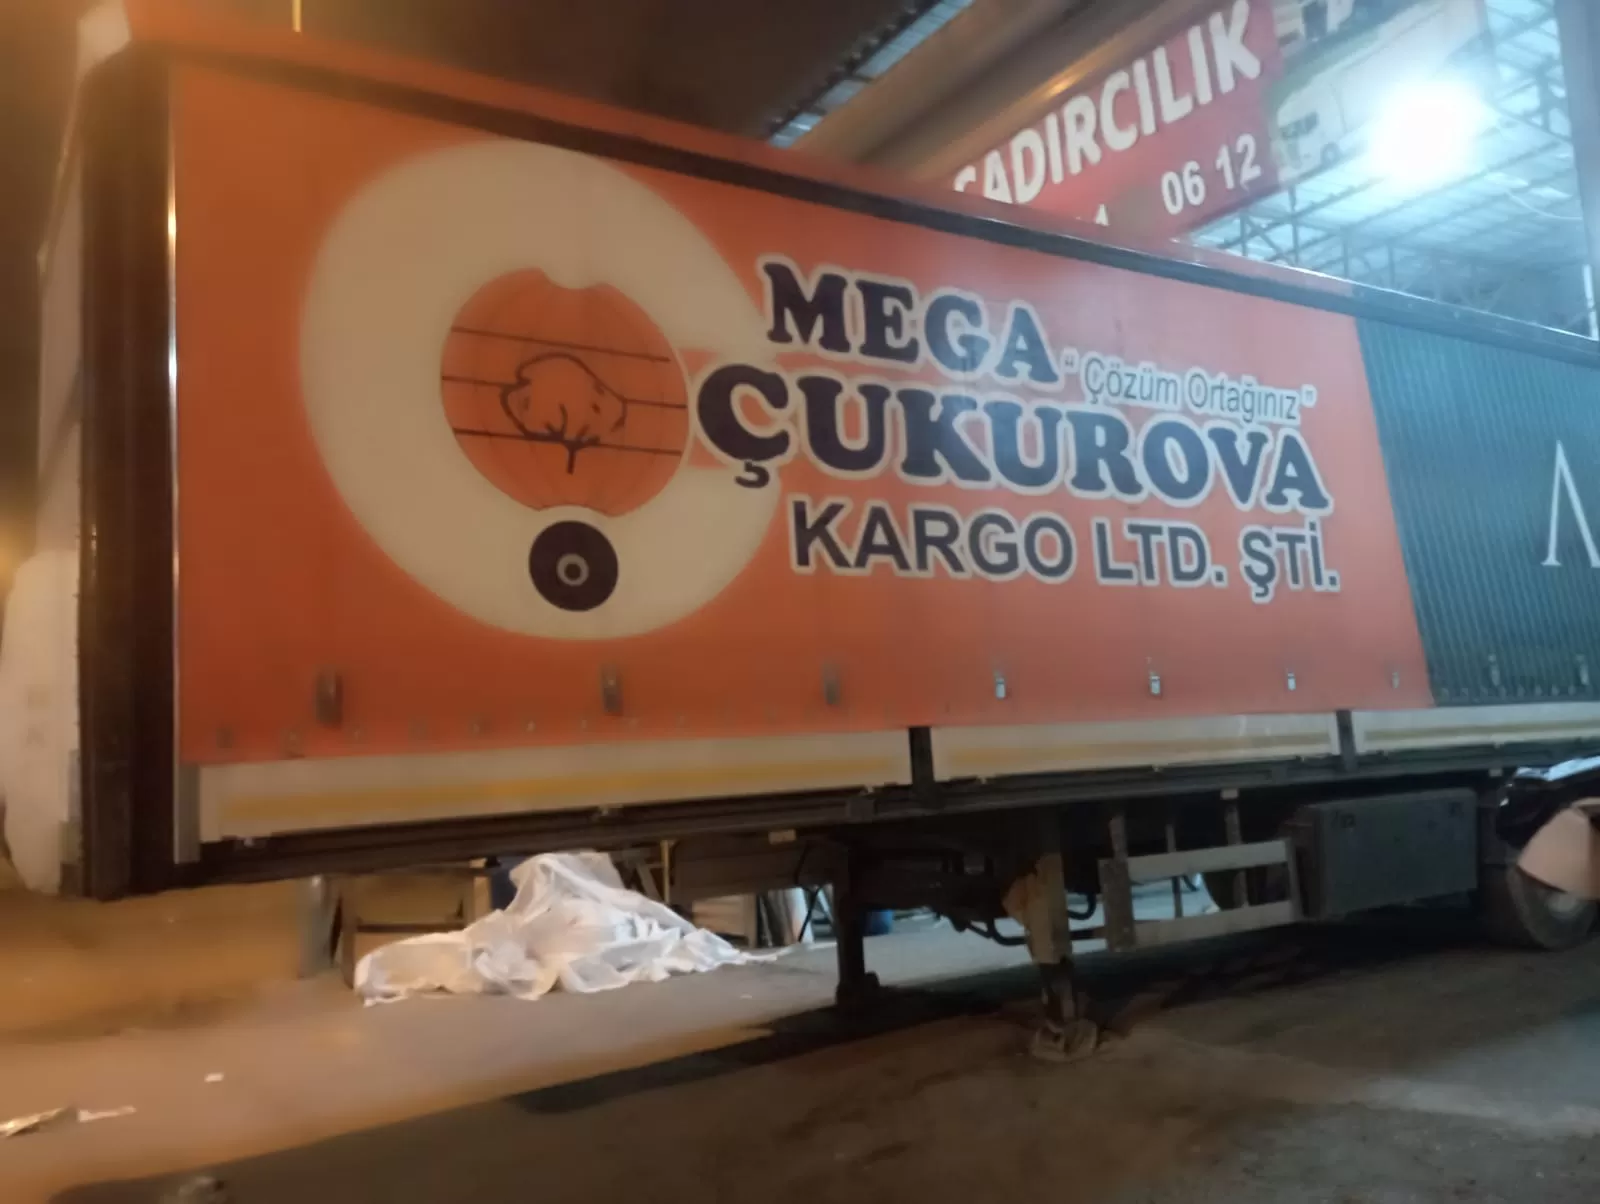 ÇADIRCILIK
06 12
MEGA
"Çözüm Ortağınız"
ÇUKUROVA
KARGO LTD. ŞTİ.